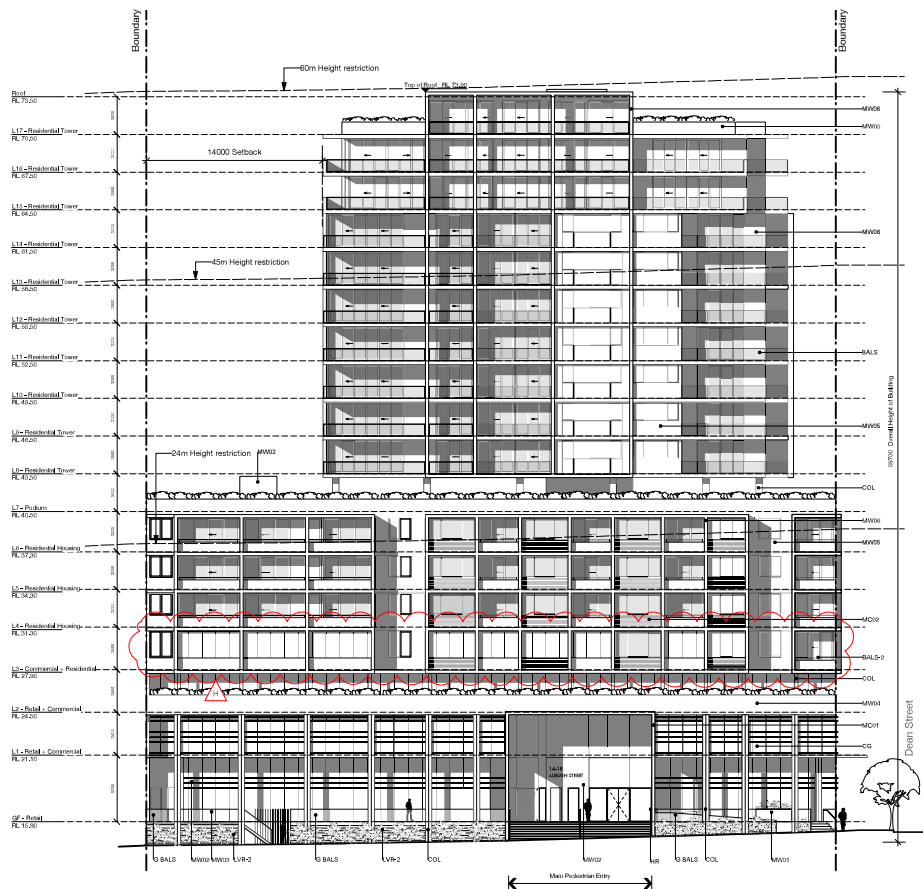 Boundary
Boundary
60m Height restriction
Top of Roof RL 73.50
Roof
RL 73.50
MW06
MW05
L17 - Residential Tower
RL 70.50
14000 Setback
L16 - Residential Tower
RL 67.50
L15 - Residential Tower
RL 64.50
MW06
L14 - Residential Tower
RL 61.50
45m Height restriction
L13 - Residential Tower
RL 58.50
L12 - Residential Tower
RL 55.50
BALS
L11 - Residential Tower
RL 52.50
L10 - Residential Tower
RL 49.50
MW05
L9 - Residential Tower
RL 46.50
59700 Overall Height of Building
24m Height restriction
MW02
L8 - Residential Tower
RL 43.50
COL
L7 - Podium
RL 40.50
MW06
MW05
L6 - Residential Housing
RL 37.30
L5 - Residential Housing
RL 34.30
MC02
L4 - Residential Housing
RL 31.30
BALS-2
L3 - Commercial + Residential
RL 27.90
COL
H
MW04
L2 - Retail + Commercial
RL 24.50
MC01
Dean Street
CG
L1 - Retail + Commercial
RL 21.10
14-18
AUBURN STREET
GF - Retail
G BALS
MW02
MW03
LVR-2
G BALS
LVR-2
COL
MW02
HR
G BALS
COL
MW01
Main Pedestrian Entry